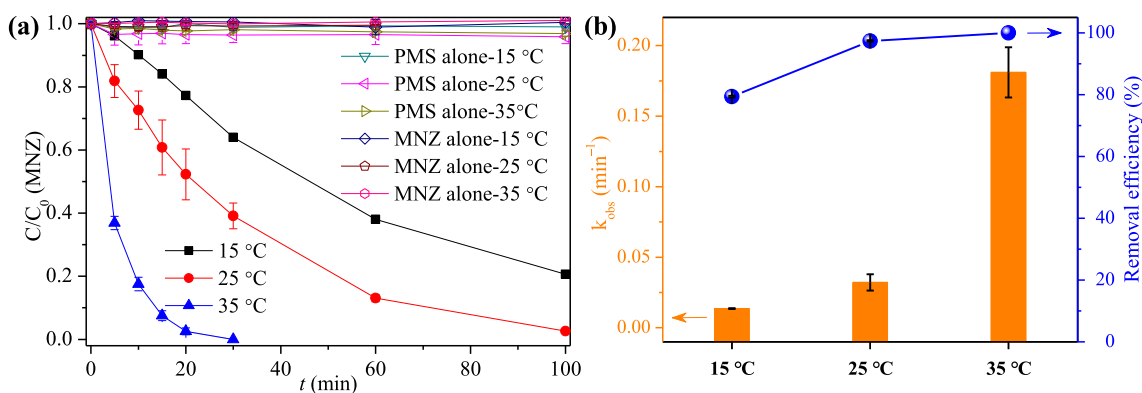 (a)
C/C0 (MNZ)
1.0
0.8
0.6
0.4
0.2
0.0
PMS alone-15 °C
PMS alone-25 °C
PMS alone-35°C
MNZ alone-15 °C
MNZ alone-25 °C
MNZ alone-35 °C
15 °C
25 °C
35 °C
0 20 40 60 80 100
t (min)
(b)
kobs (min⁻¹)
0.20
0.15
0.10
0.05
0.00
15 °C 25 °C 35 °C
100
80
60
40
20
0
Removal efficiency (%)